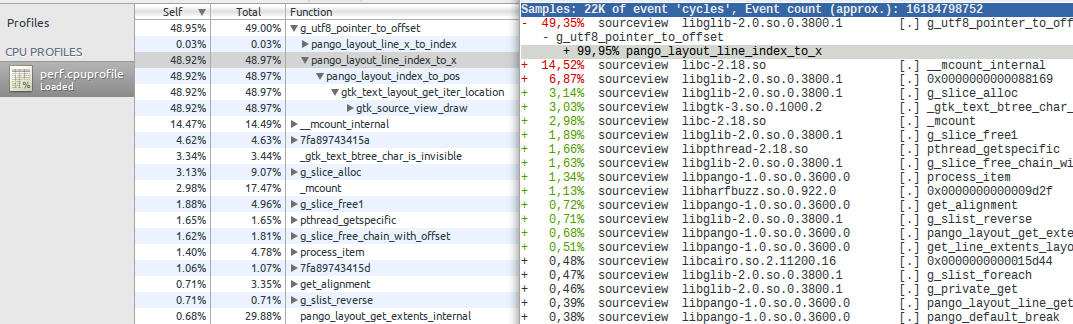 Profiles
CPU PROFILES
perf.cpuprofile
Loaded
Self ▼ Total Function
48.95% 49.00% ▼g_utf8_pointer_to_offset
0.03% 0.03% ▶pango_layout_line_x_to_index
48.92% 48.97% ▼pango_layout_line_index_to_x
48.92% 48.97% ▼pango_layout_index_to_pos
48.92% 48.97% ▼gtk_text_layout_get_iter_location
48.92% 48.97% ▶gtk_source_view_draw
14.47% 14.49% ▶__mcount_internal
4.62% 4.63% ▶7fa89743415a
3.34% 3.44% _gtk_text_btree_char_is_invisible
3.13% 9.07% ▶g_slice_alloc
2.98% 17.47% _mcount
1.88% 4.96% ▶g_slice_free1
1.65% 1.65% ▶pthread_getspecific
1.62% 1.81% ▶g_slice_free_chain_with_offset
1.40% 4.78% ▶process_item
1.06% 1.07% ▶7fa89743415d
0.71% 3.35% ▶get_alignment
0.71% 0.71% ▶g_slist_reverse
0.68% 29.88% pango_layout_get_extents_internal
Samples: 22K of event 'cycles', Event count (approx.): 16184798752
- 49,35% sourceview libglib-2.0.so.0.3800.1 [.] g_utf8_pointer_to_off
- g_utf8_pointer_to_offset
+ 99,95% pango_layout_line_index_to_x
+ 14,52% sourceview libc-2.18.so [.] __mcount_internal
+ 6,87% sourceview libglib-2.0.so.0.3800.1 [.] 0x0000000000088169
+ 3,14% sourceview libglib-2.0.so.0.3800.1 [.] g_slice_alloc
+ 3,03% sourceview libgtk-3.so.0.1000.2 [.] _gtk_text_btree_char_
+ 2,98% sourceview libc-2.18.so [.] _mcount
+ 1,89% sourceview libglib-2.0.so.0.3800.1 [.] g_slice_free1
+ 1,66% sourceview libpthread-2.18.so [.] pthread_getspecific
+ 1,63% sourceview libglib-2.0.so.0.3800.1 [.] g_slice_free_chain_wi
+ 1,34% sourceview libpango-1.0.so.0.3600.0 [.] process_item
+ 1,13% sourceview libharfbuzz.so.0.922.0 [.] 0x0000000000009d2f
+ 0,72% sourceview libpango-1.0.so.0.3600.0 [.] get_alignment
+ 0,71% sourceview libglib-2.0.so.0.3800.1 [.] g_slist_reverse
+ 0,68% sourceview libpango-1.0.so.0.3600.0 [.] pango_layout_get_exte
+ 0,51% sourceview libpango-1.0.so.0.3600.0 [.] get_line_extents_layo
+ 0,48% sourceview libcairo.so.2.11200.16 [.] 0x0000000000015d44
+ 0,47% sourceview libglib-2.0.so.0.3800.1 [.] g_slist_foreach
+ 0,46% sourceview libglib-2.0.so.0.3800.1 [.] g_private_get
+ 0,39% sourceview libpango-1.0.so.0.3600.0 [.] pango_layout_line_get
+ 0,38% sourceview libpango-1.0.so.0.3600.0 [.] pango_default_break